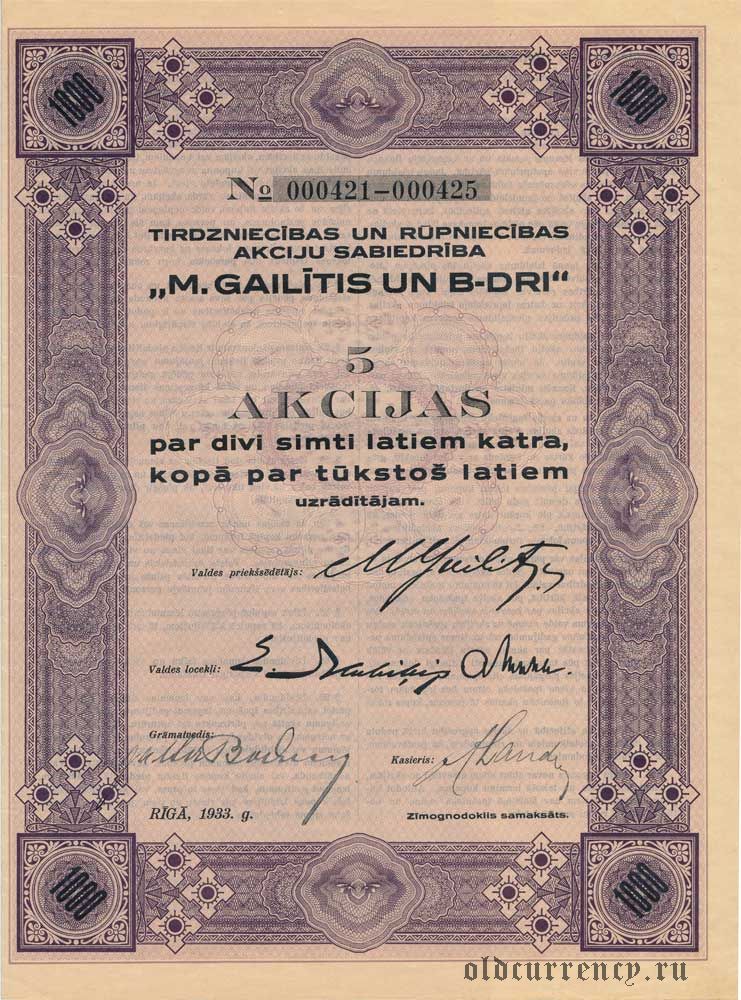 1000 1000
№ 000421-000425
TIRDZNIECĪBAS UN RŪPNIECĪBAS
AKCIJU SABIEDRĪBA
„M. GAILĪTIS UN B-DRI“
5
AKCIJAS
par divi simti latiem katra,
kopā par tūkstoš latiem
uzrādītājam.
Valdes priekšsēdētājs:
Valdes locekļi:
Grāmatvedis:
Kasieris:
RĪGĀ, 1933. g.
Zīmognodoklis samaksāts.
1000 1000
oldcurrency.ru